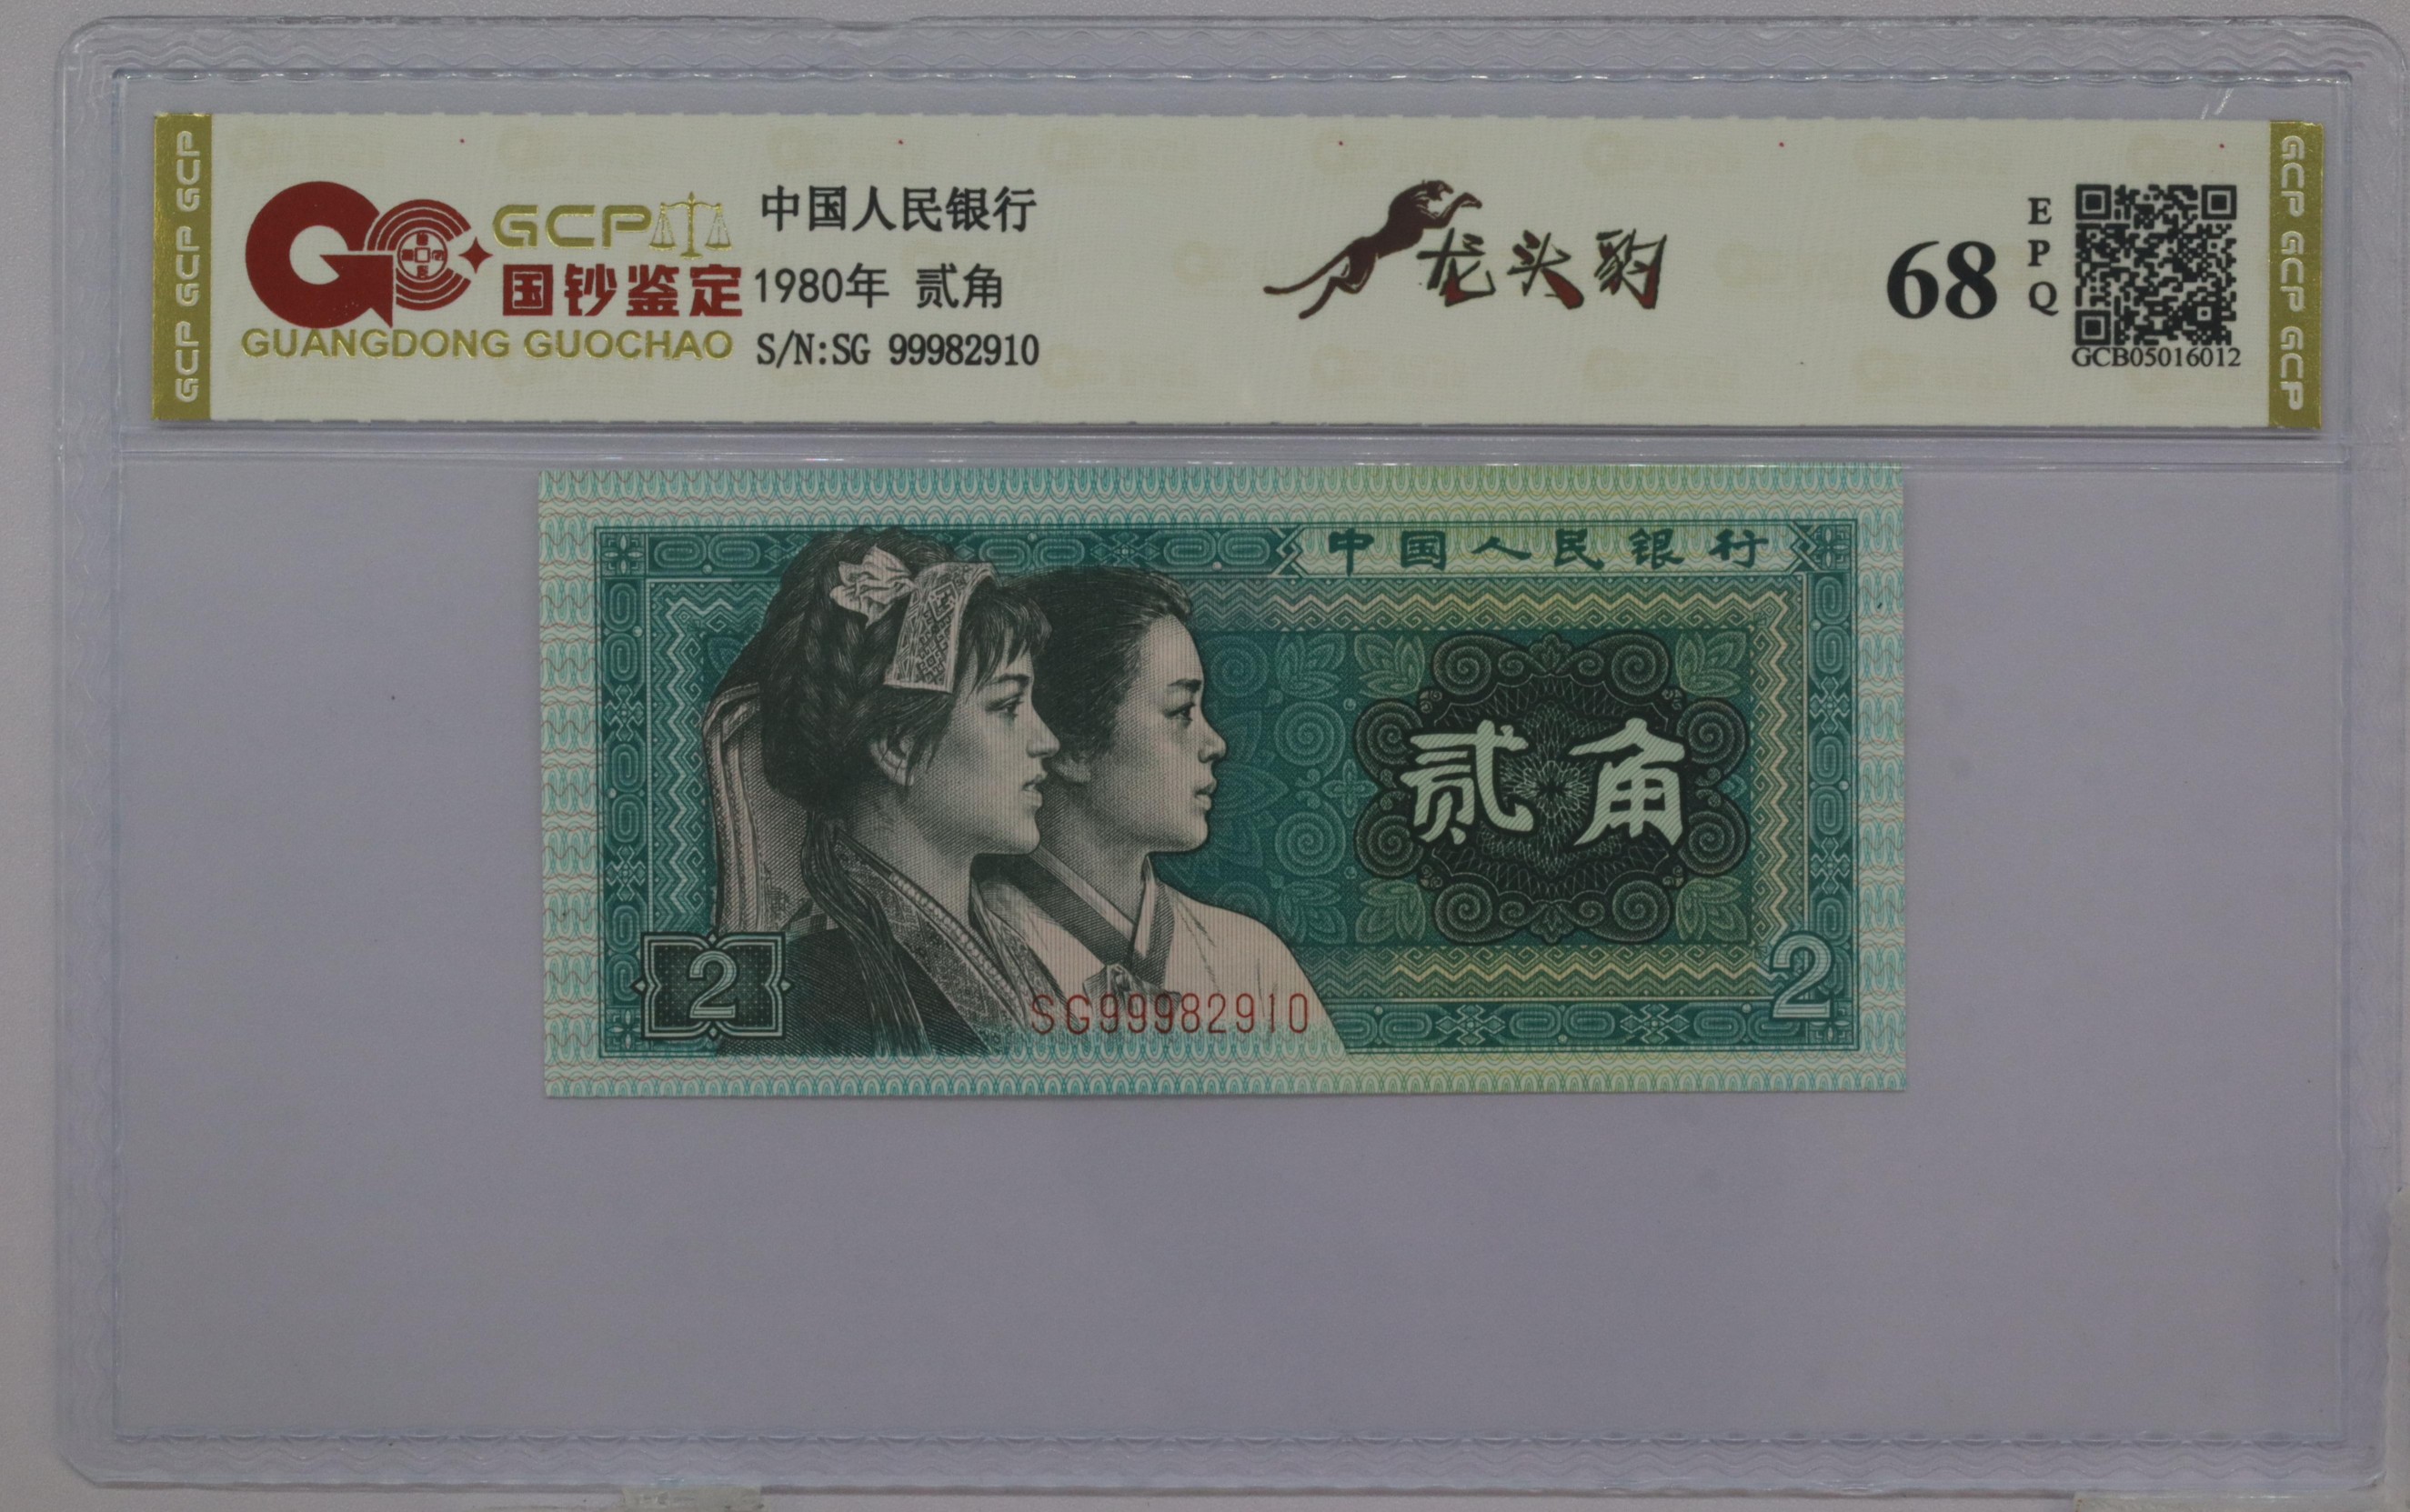 GCP GCP GCP
GCP
国钞鉴定
GUANGDONG GUOCHAO
中国人民银行
1980年 贰角
S/N:SG 99982910
龙头豹
68
EPQ
GCB05016012
GCP GCP GCP
中国人民银行
贰角
2
SG99982910
2